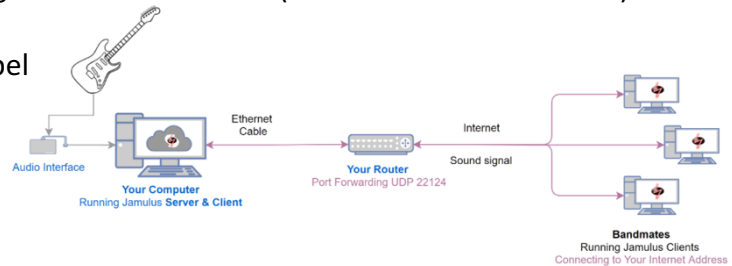 pel
Ethernet
Cable
Internet
Sound signal
Audio Interface
Your Router
Port Forwarding UDP 22124
Your Computer
Running Jamulus Server & Client
Bandmates
Running Jamulus Clients
Connecting to Your Internet Address